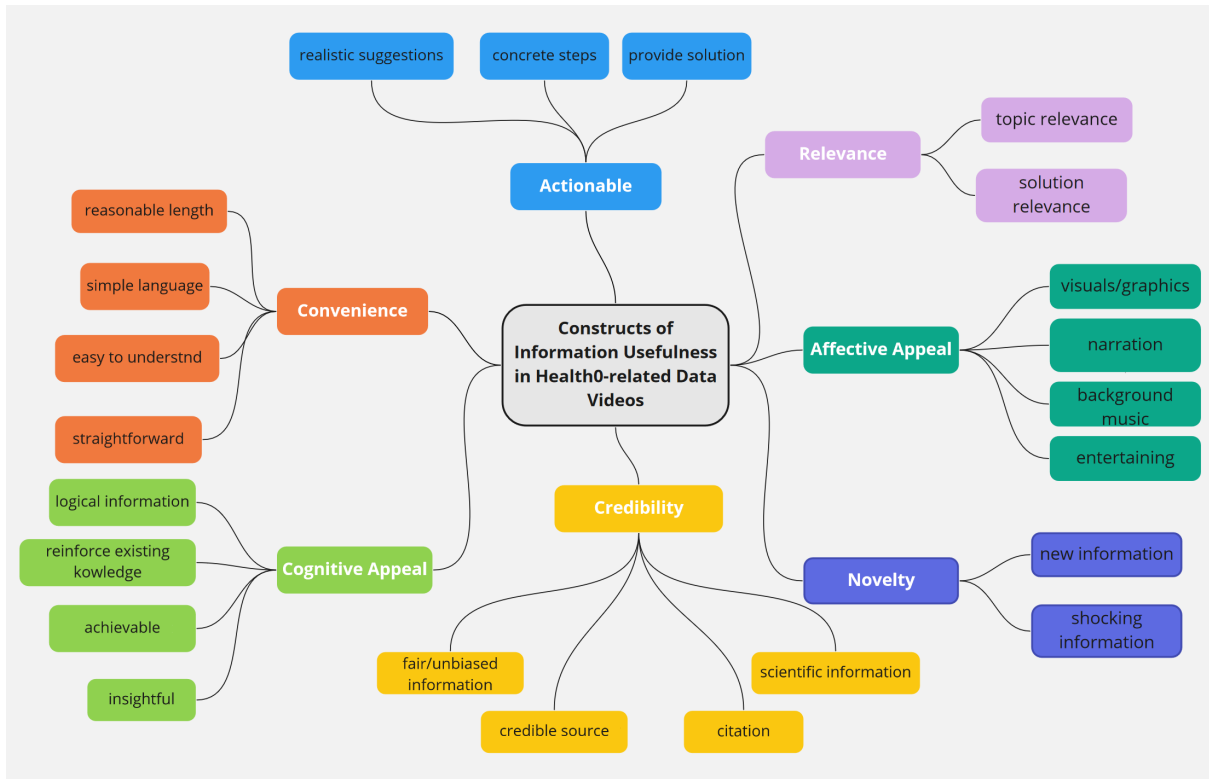 realistic suggestions
concrete steps
provide solution
Actionable
Relevance
topic relevance
solution
relevance
reasonable length
simple language
easy to understnd
straightforward
Convenience
Constructs of
Information Usefulness
in Health0-related Data
Videos
Affective Appeal
visuals/graphics
narration
background
music
entertaining
logical information
reinforce existing
kowledge
achievable
insightful
Cognitive Appeal
Credibility
fair/unbiased
information
credible source
citation
scientific information
Novelty
new information
shocking
information